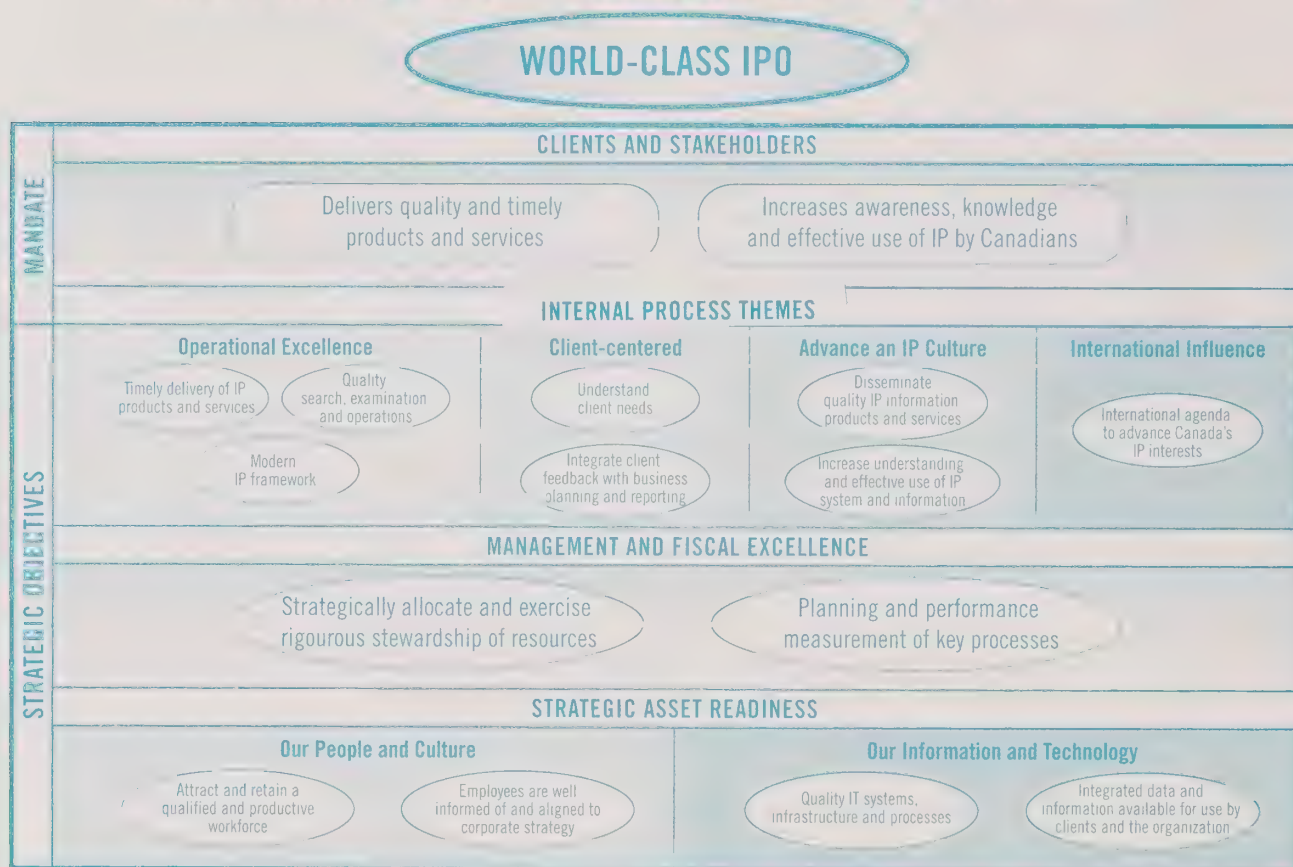 WORLD-CLASS IPO
MANDATE
CLIENTS AND STAKEHOLDERS
Delivers quality and timely
products and services
Increases awareness, knowledge
and effective use of IP by Canadians
STRATEGIC OBJECTIVES
INTERNAL PROCESS THEMES
Operational Excellence
Timely delivery of IP
products and services
Quality
search, examination
and operations
Modern
IP framework
Client-centered
Understand
client needs
Integrate client
feedback with business
planning and reporting
Advance an IP Culture
Disseminate
quality IP information
products and services
Increase understanding
and effective use of IP
system and information
International Influence
International agenda
to advance Canada's
IP interests
MANAGEMENT AND FISCAL EXCELLENCE
Strategically allocate and exercise
rigourous stewardship of resources
Planning and performance
measurement of key processes
STRATEGIC ASSET READINESS
Our People and Culture
Attract and retain a
qualified and productive
workforce
Employees are well
informed of and aligned to
corporate strategy
Our Information and Technology
Quality IT systems,
infrastructure and processes
Integrated data and
information available for use by
clients and the organization